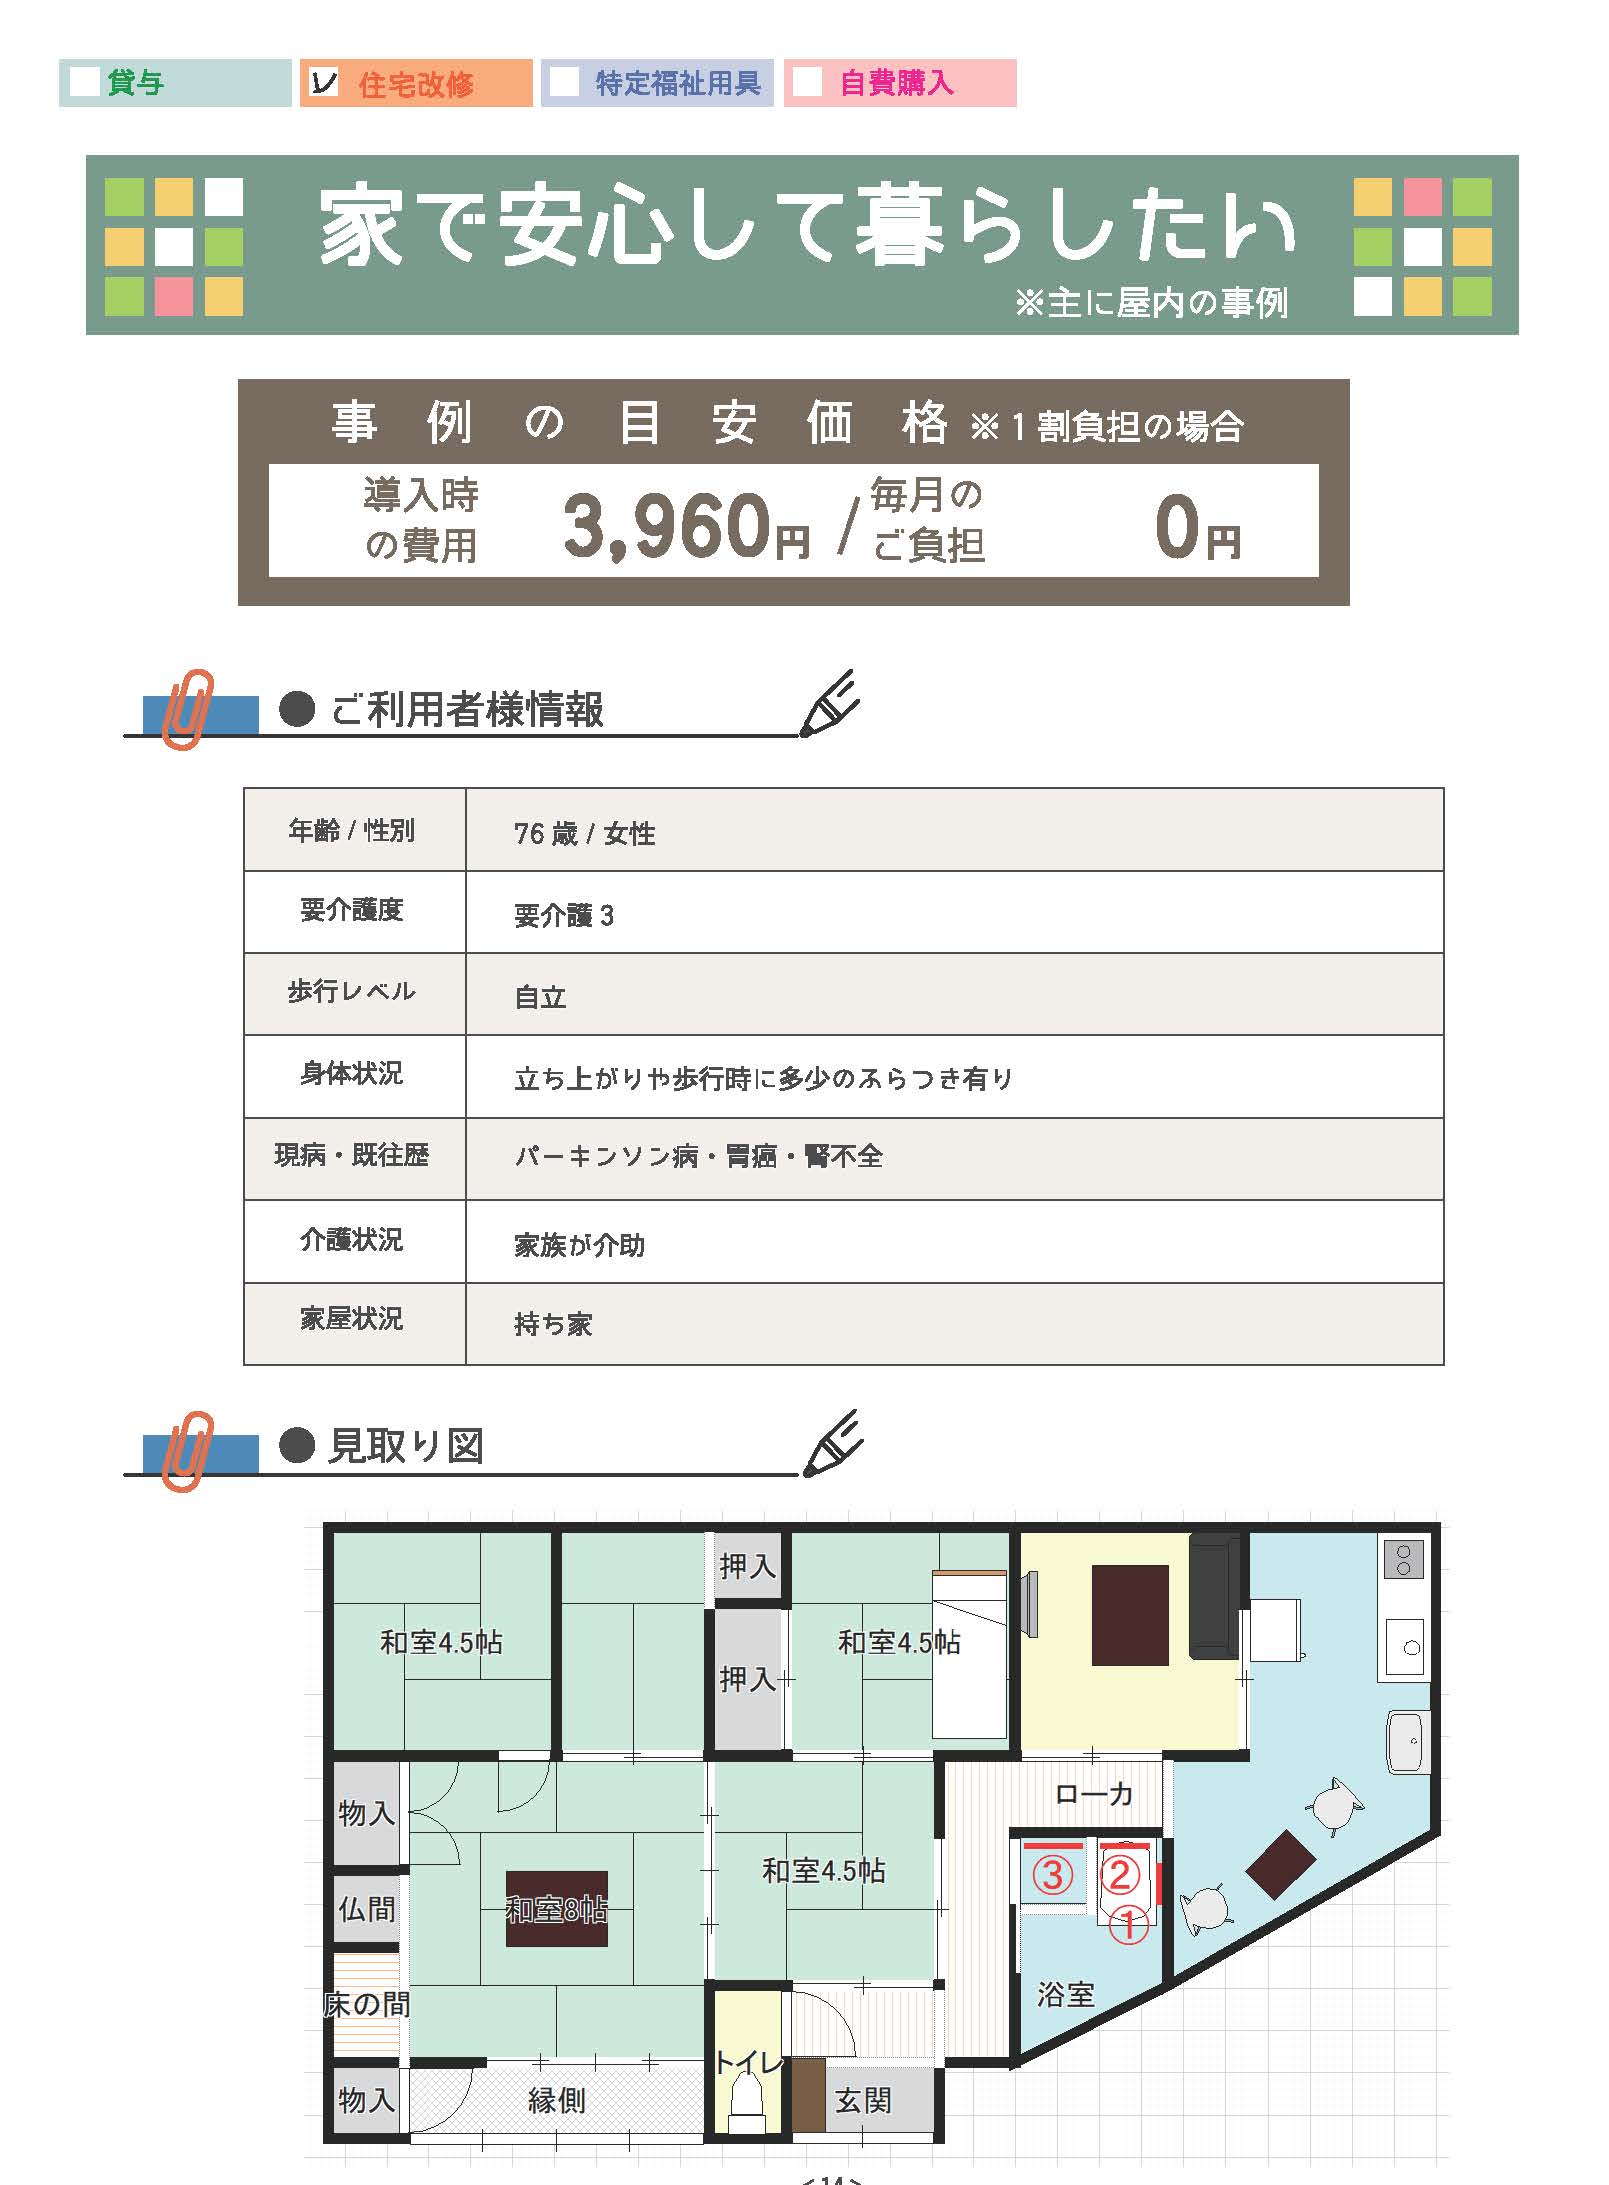 貸与
レ 住宅改修
特定福祉用具
自費購入
家で安心して暮らしたい
※主に屋内の事例
事例の目安価格 ※1割負担の場合
導入時の費用 3,960円 / 毎月のご負担 0円
● ご利用者様情報
年齢 / 性別 76 歳 / 女性
要介護度 要介護 3
歩行レベル 自立
身体状況 立ち上がりや歩行時に多少のふらつき有り
現病・既往歴 パーキンソン病・胃癌・腎不全
介護状況 家族が介助
家屋状況 持ち家
● 見取り図
押入
和室4.5帖
和室4.5帖
押入
ローカ
物入
和室4.5帖
③
②
仏間
和室8帖
①
浴室
床の間
トイレ
物入
縁側
玄関
<14>